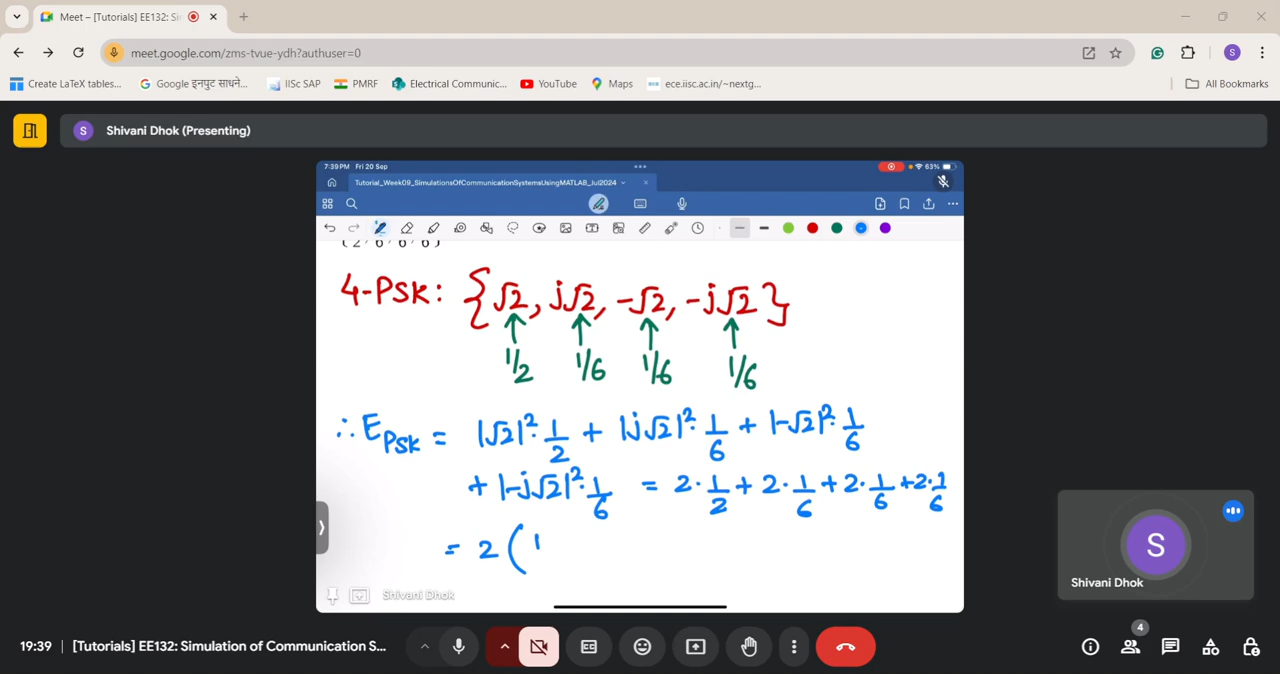 Meet – [Tutorials] EE132: Si
meet.google.com/zms-tvue-ydh?authuser=0
Create LaTeX tables... Google इनपुट साधने... IISc SAP PMRF Electrical Communic... YouTube Maps ece.iisc.ac.in/~nextg... All Bookmarks
S Shivani Dhok (Presenting)
7:39 PM Fri 20 Sep 63%
Tutorial_Week09_SimulationsOfCommunicationSystemsUsingMATLAB_Jul2024
( 2 ' 6 ' 6 ' 6 )
4-PSK: {√2, j√2, -√2, -j√2}
1/2 1/6 1/6 1/6
∴ E_PSK = |√2|²·1/2 + |j√2|²·1/6 + |-√2|²·1/6
+ |-j√2|²·1/6 = 2·1/2 + 2·1/6 + 2·1/6 + 2·1/6
= 2 ( 1
Shivani Dhok
S
Shivani Dhok
19:39 | [Tutorials] EE132: Simulation of Communication S...
4